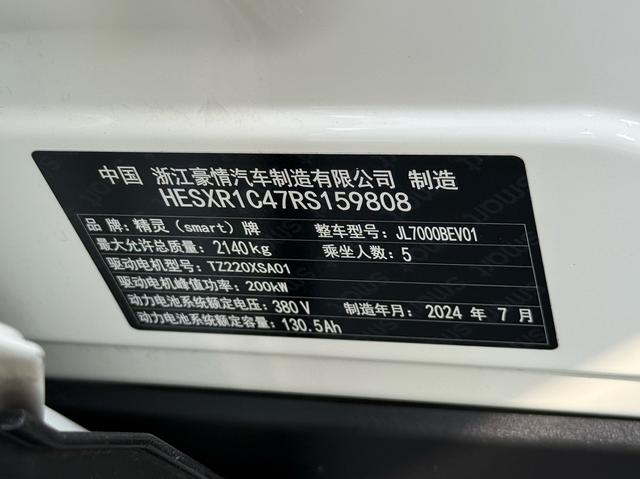 中国 浙江豪情汽车制造有限公司 制造
HESXR1C47RS159808
品牌：精灵（smart）牌 整车型号：JL7000BEV01
最大允许总质量：2140kg 乘坐人数：5
驱动电机型号：TZ220XSA01
驱动电机峰值功率：200kW
动力电池系统额定电压：380V 制造年月：2024 年 7 月
动力电池系统额定容量：130.5Ah